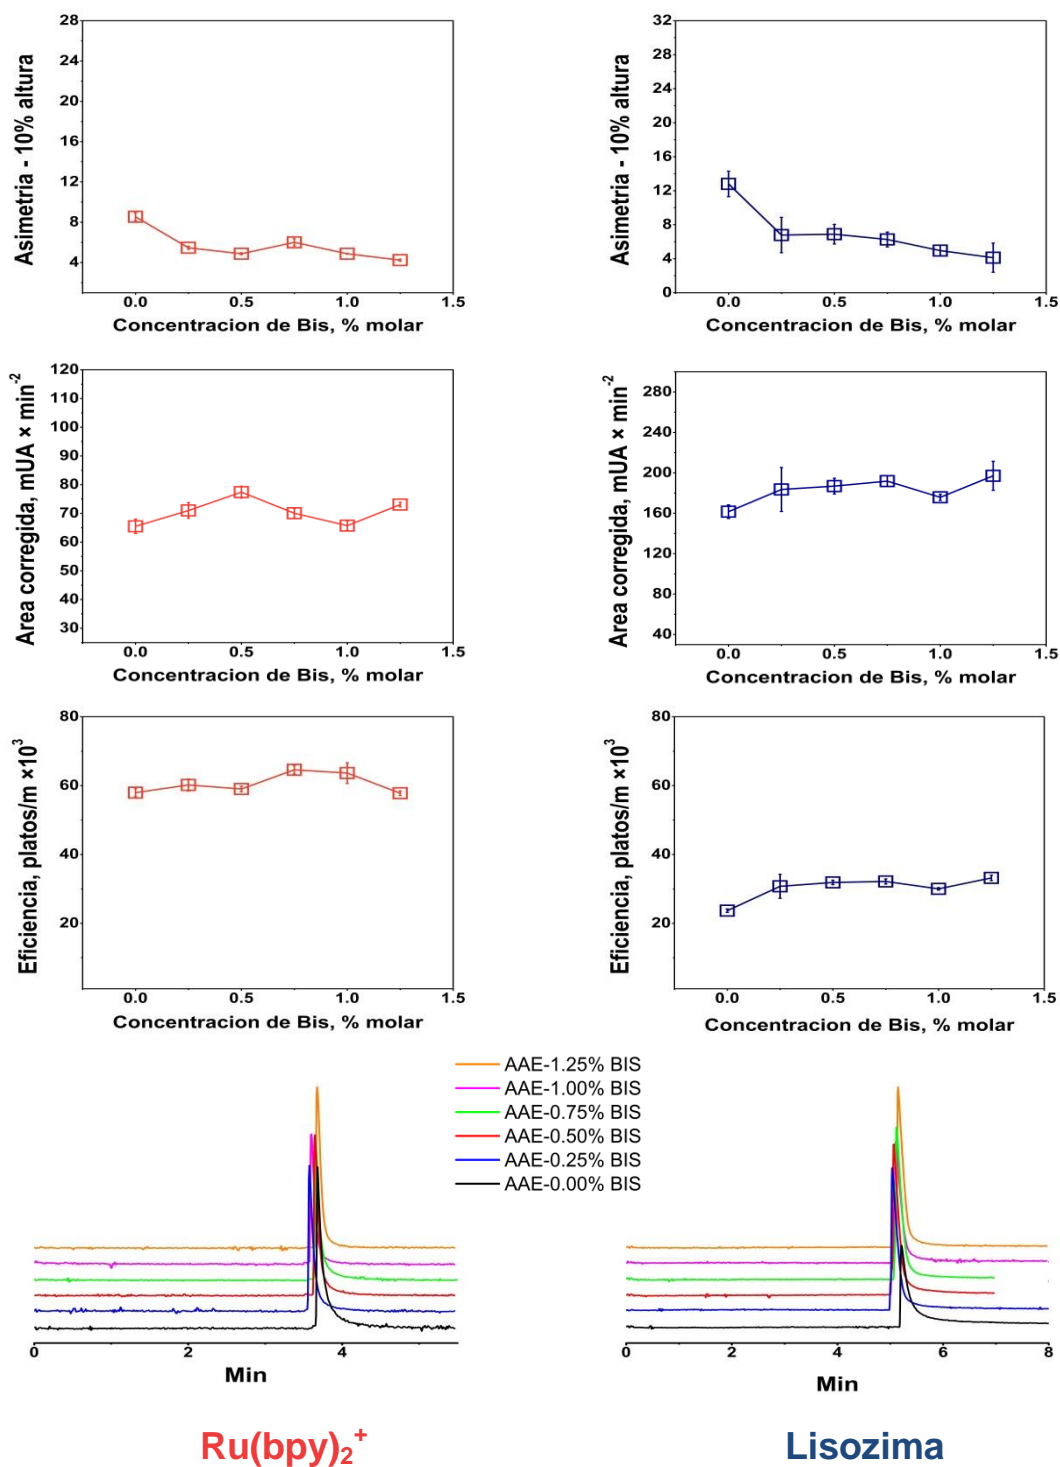 28
24
20
16
12
8
4
Asimetria - 10% altura
0.0 0.5 1.0 1.5
Concentracion de Bis, % molar
32
28
24
20
16
12
8
4
0
Asimetria - 10% altura
0.0 0.5 1.0 1.5
Concentracion de Bis, % molar
120
110
100
90
80
70
60
50
40
30
Area corregida, mUA × min⁻²
0.0 0.5 1.0 1.5
Concentracion de Bis, % molar
280
240
200
160
120
80
40
Area corregida, mUA × min⁻²
0.0 0.5 1.0 1.5
Concentracion de Bis, % molar
80
60
40
20
Eficiencia, platos/m ×10³
0.0 0.5 1.0 1.5
Concentracion de Bis, % molar
80
60
40
20
Eficiencia, platos/m ×10³
0.0 0.5 1.0 1.5
Concentracion de Bis, % molar
AAE-1.25% BIS
AAE-1.00% BIS
AAE-0.75% BIS
AAE-0.50% BIS
AAE-0.25% BIS
AAE-0.00% BIS
0 4
Min
0 2 4 6 8
Min
Ru(bpy)₂⁺
Lisozima